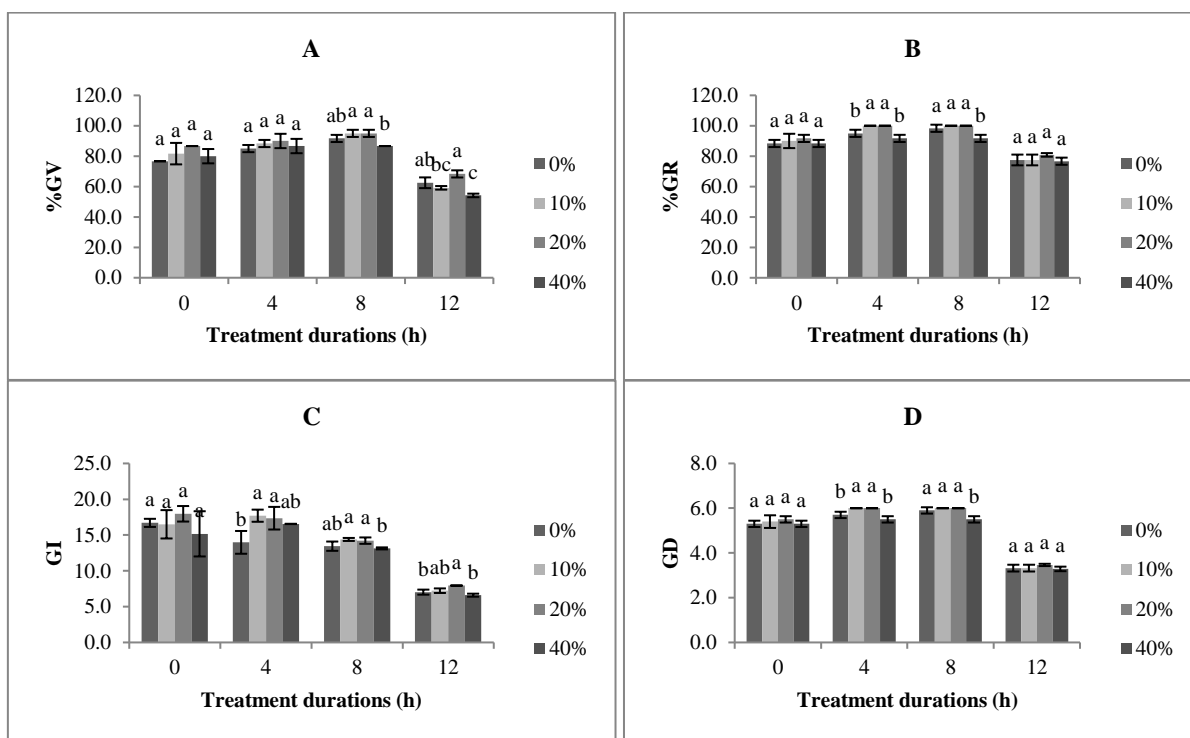 A
%GV
120.0
100.0
80.0
60.0
40.0
20.0
0.0
a a a a
a a a a
ab a a b
ab bc a c
0 4 8 12
Treatment durations (h)
0%
10%
20%
40%
B
%GR
120.0
100.0
80.0
60.0
40.0
20.0
0.0
a a a a
b a a b
a a a b
a a a a
0 4 8 12
Treatment durations (h)
0%
10%
20%
40%
C
GI
25.0
20.0
15.0
10.0
5.0
0.0
a a a a
b a a ab
ab a a b
b ab a b
0 4 8 12
Treatment durations (h)
0%
10%
20%
40%
D
GD
8.0
6.0
4.0
2.0
0.0
a a a a
b a a b
a a a b
a a a a
0 4 8 12
Treatment durations (h)
0%
10%
20%
40%